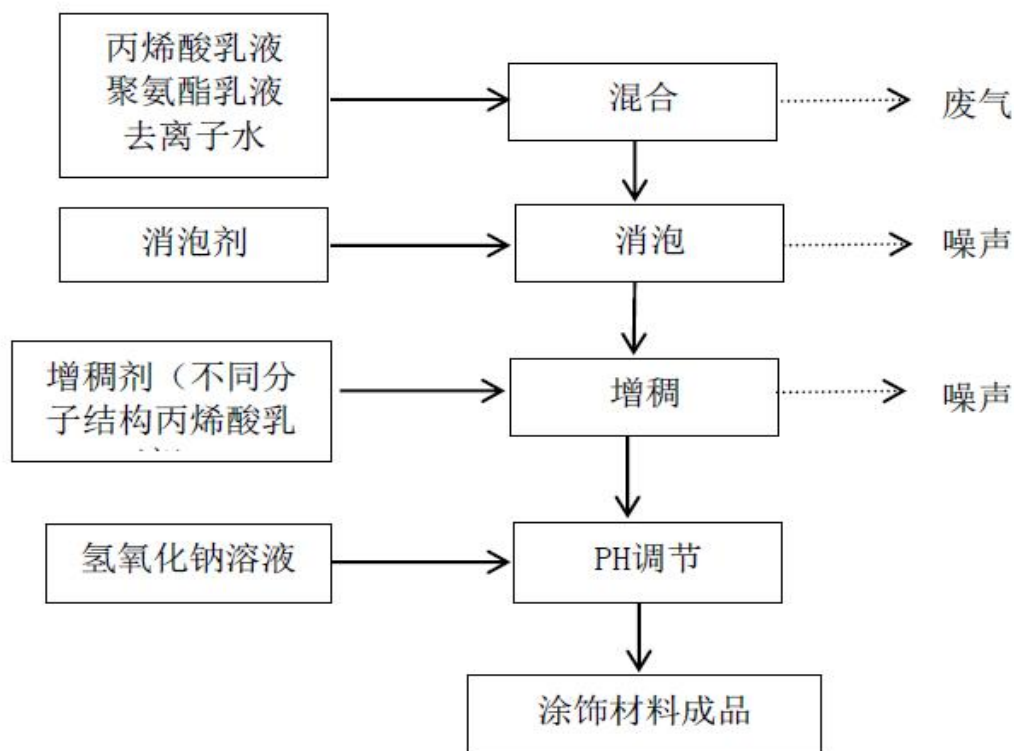 丙烯酸乳液
聚氨酯乳液
去离子水
混合
废气
消泡剂
消泡
噪声
增稠剂（不同分
子结构丙烯酸乳
增稠
噪声
氢氧化钠溶液
PH调节
涂饰材料成品